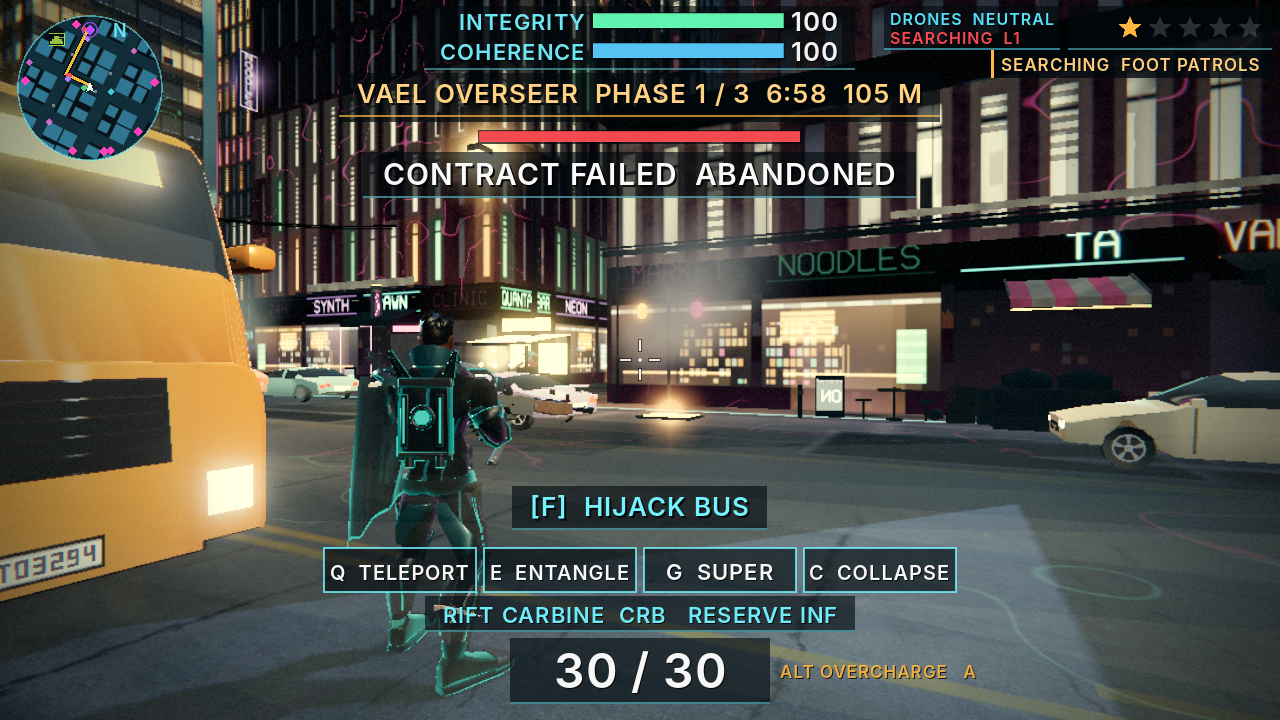 N
INTEGRITY 100
COHERENCE 100
DRONES NEUTRAL
SEARCHING L1
SEARCHING FOOT PATROLS
VAEL OVERSEER PHASE 1 / 3 6:58 105 M
CONTRACT FAILED ABANDONED
MARKET
NOODLES
TA
VA
SYNTH
AWN
CLINIC
QUANTA BAR
NEON
NO
[F] HIJACK BUS
Q TELEPORT
E ENTANGLE
G SUPER
C COLLAPSE
RIFT CARBINE CRB RESERVE INF
30 / 30
ALT OVERCHARGE A
T03294